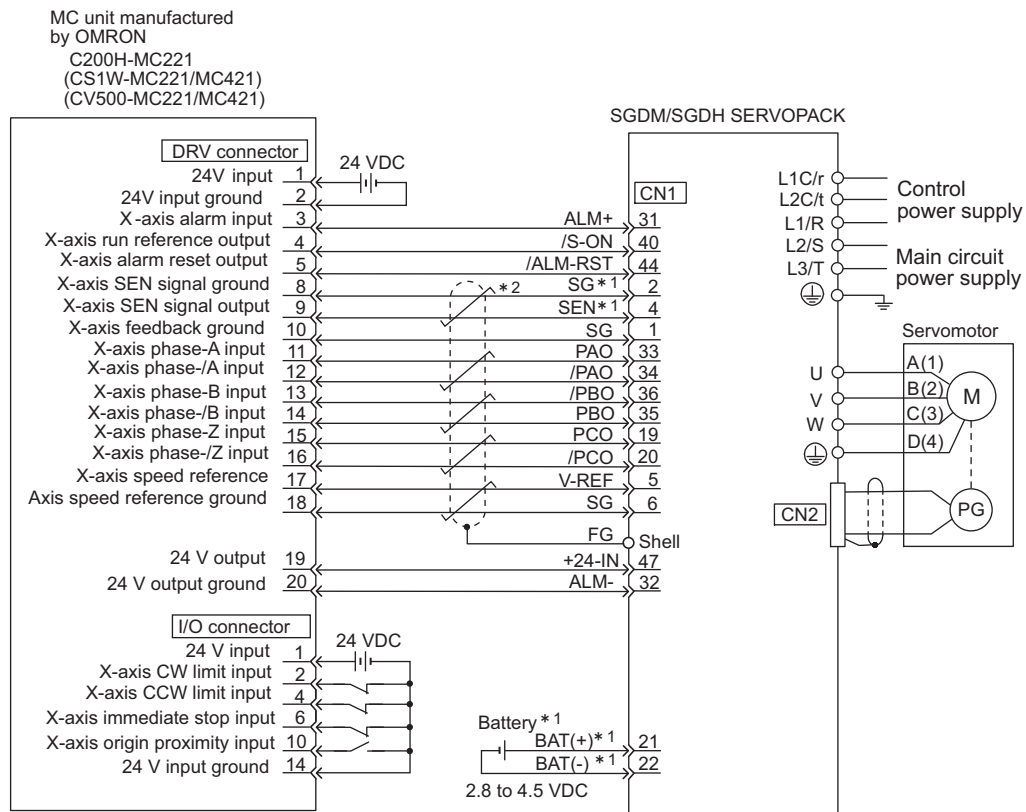 MC unit manufactured
by OMRON
C200H-MC221
(CS1W-MC221/MC421)
(CV500-MC221/MC421)
SGDM/SGDH SERVOPACK
DRV connector
24 VDC
CN1
24V input 1
24V input ground 2
X-axis alarm input 3 ALM+ 31
X-axis run reference output 4 /S-ON 40
X-axis alarm reset output 5 /ALM-RST 44
X-axis SEN signal ground 8 *2 SG*1 2
X-axis SEN signal output 9 SEN*1 4
X-axis feedback ground 10 SG 1
X-axis phase-A input 11 PAO 33
X-axis phase-/A input 12 /PAO 34
X-axis phase-B input 13 /PBO 36
X-axis phase-/B input 14 PBO 35
X-axis phase-Z input 15 PCO 19
X-axis phase-/Z input 16 /PCO 20
X-axis speed reference 17 V-REF 5
Axis speed reference ground 18 SG 6
FG Shell
24 V output 19 +24-IN 47
24 V output ground 20 ALM- 32
I/O connector
24 VDC
24 V input 1
X-axis CW limit input 2
X-axis CCW limit input 4
X-axis immediate stop input 6
X-axis origin proximity input 10
24 V input ground 14
Battery*1
BAT(+)*1 21
BAT(-) *1 22
2.8 to 4.5 VDC
L1C/r
L2C/t
Control
power supply
L1/R
L2/S
L3/T
Main circuit
power supply
Servomotor
U A(1)
V B(2)
W C(3)
D(4)
M
CN2
PG